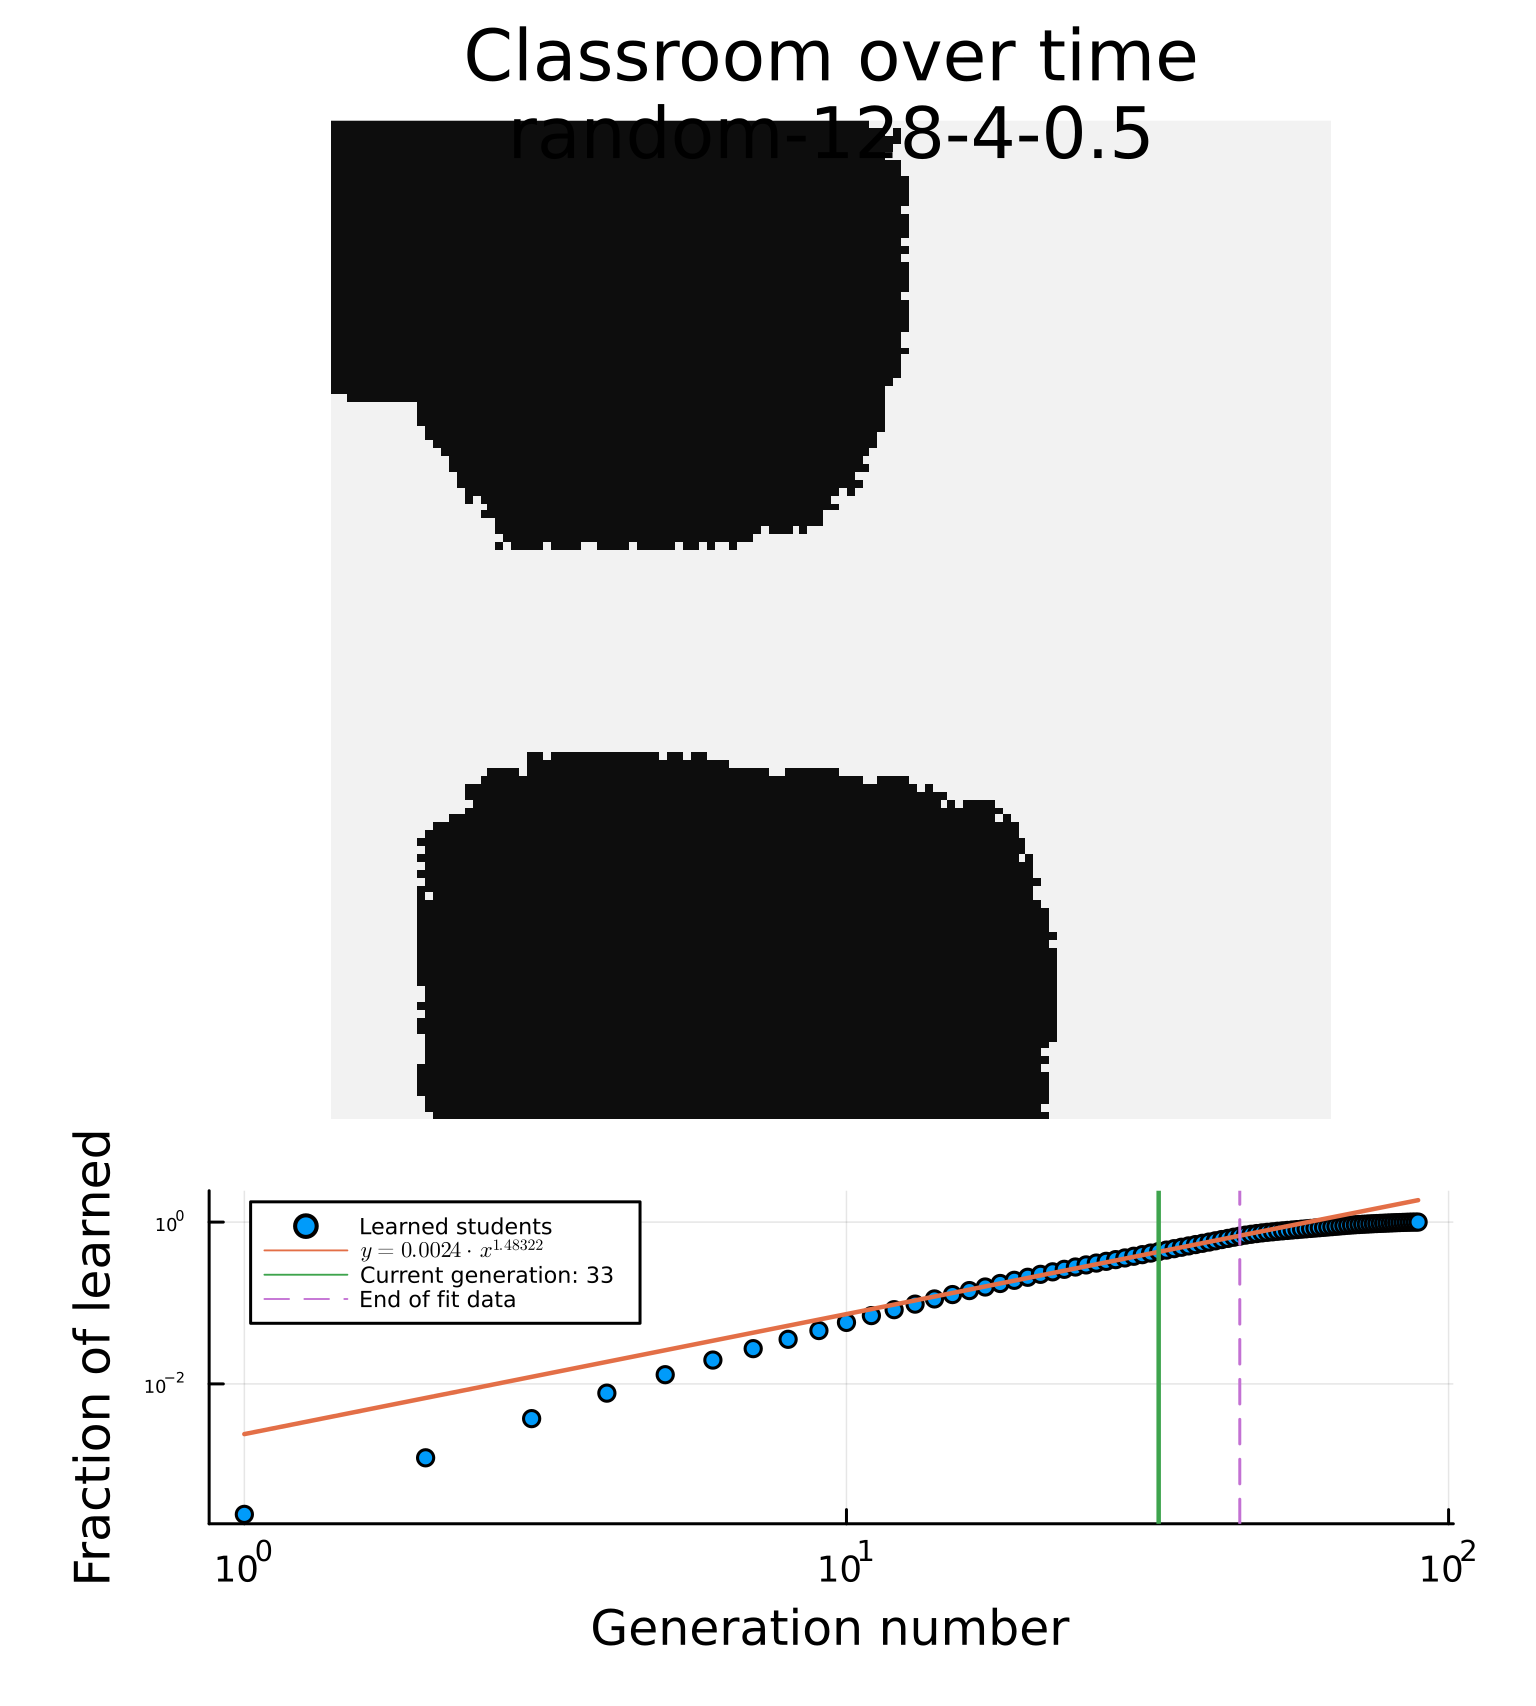 Classroom over time
random-128-4-0.5
Fraction of learned
10⁰
10⁻²
Learned students
y = 0.0024 · x^1.48322
Current generation: 33
End of fit data
10⁰
10¹
10²
Generation number